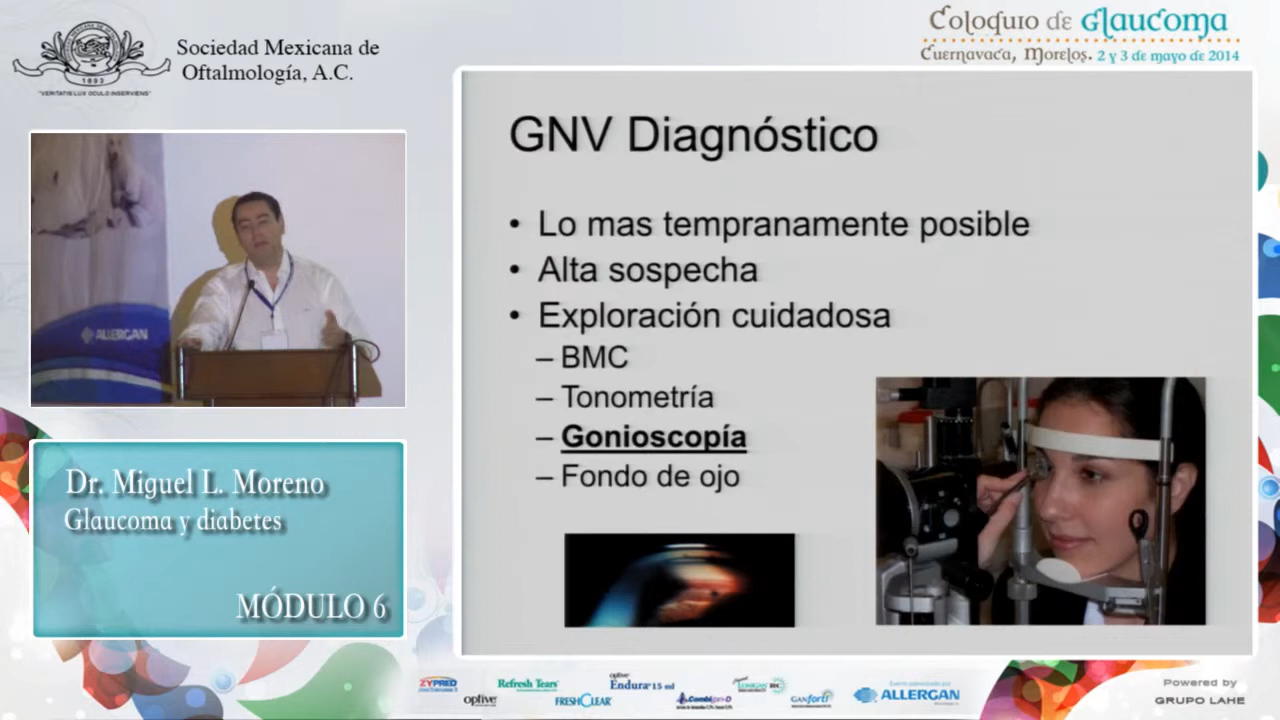 Sociedad Mexicana de
Oftalmología, A.C.
1893
"VERITATIS LUX OCULO INSERVIENS"
Coloquio de Glaucoma
Cuernavaca, Morelos. 2 y 3 de mayo de 2014
GNV Diagnóstico
• Lo mas tempranamente posible
• Alta sospecha
• Exploración cuidadosa
– BMC
– Tonometría
– Gonioscopía
– Fondo de ojo
ALLERGAN
Dr. Miguel L. Moreno
Glaucoma y diabetes
MÓDULO 6
ZYPRED
optive
Refresh Tears
FRESHCLEAR
optive
Endura 15 ml
Combigan-D
LUMIGAN RC
GANforti
ALLERGAN
Powered by
GRUPO LAHE